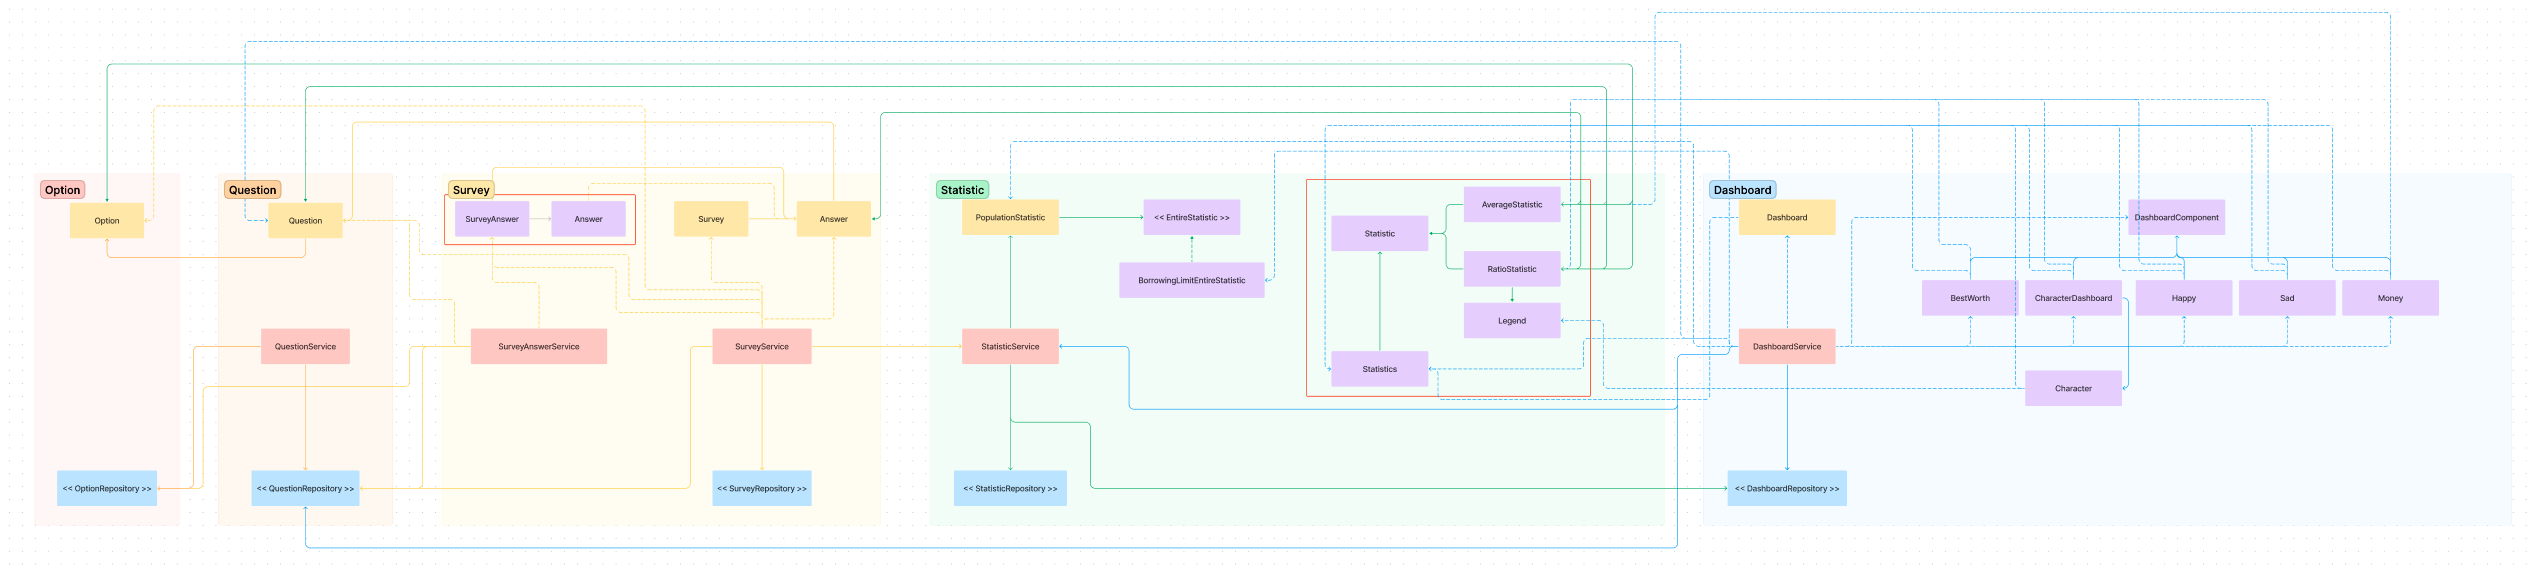 Option
Option
<< OptionRepository >>
Question
Question
QuestionService
<< QuestionRepository >>
Survey
SurveyAnswer
Answer
Survey
Answer
SurveyAnswerService
SurveyService
<< SurveyRepository >>
Statistic
PopulationStatistic
<< EntireStatistic >>
BorrowingLimitEntireStatistic
StatisticService
<< StatisticRepository >>
AverageStatistic
Statistic
RatioStatistic
Legend
Statistics
Dashboard
Dashboard
DashboardComponent
BestWorth
CharacterDashboard
Happy
Sad
Money
DashboardService
Character
<< DashboardRepository >>